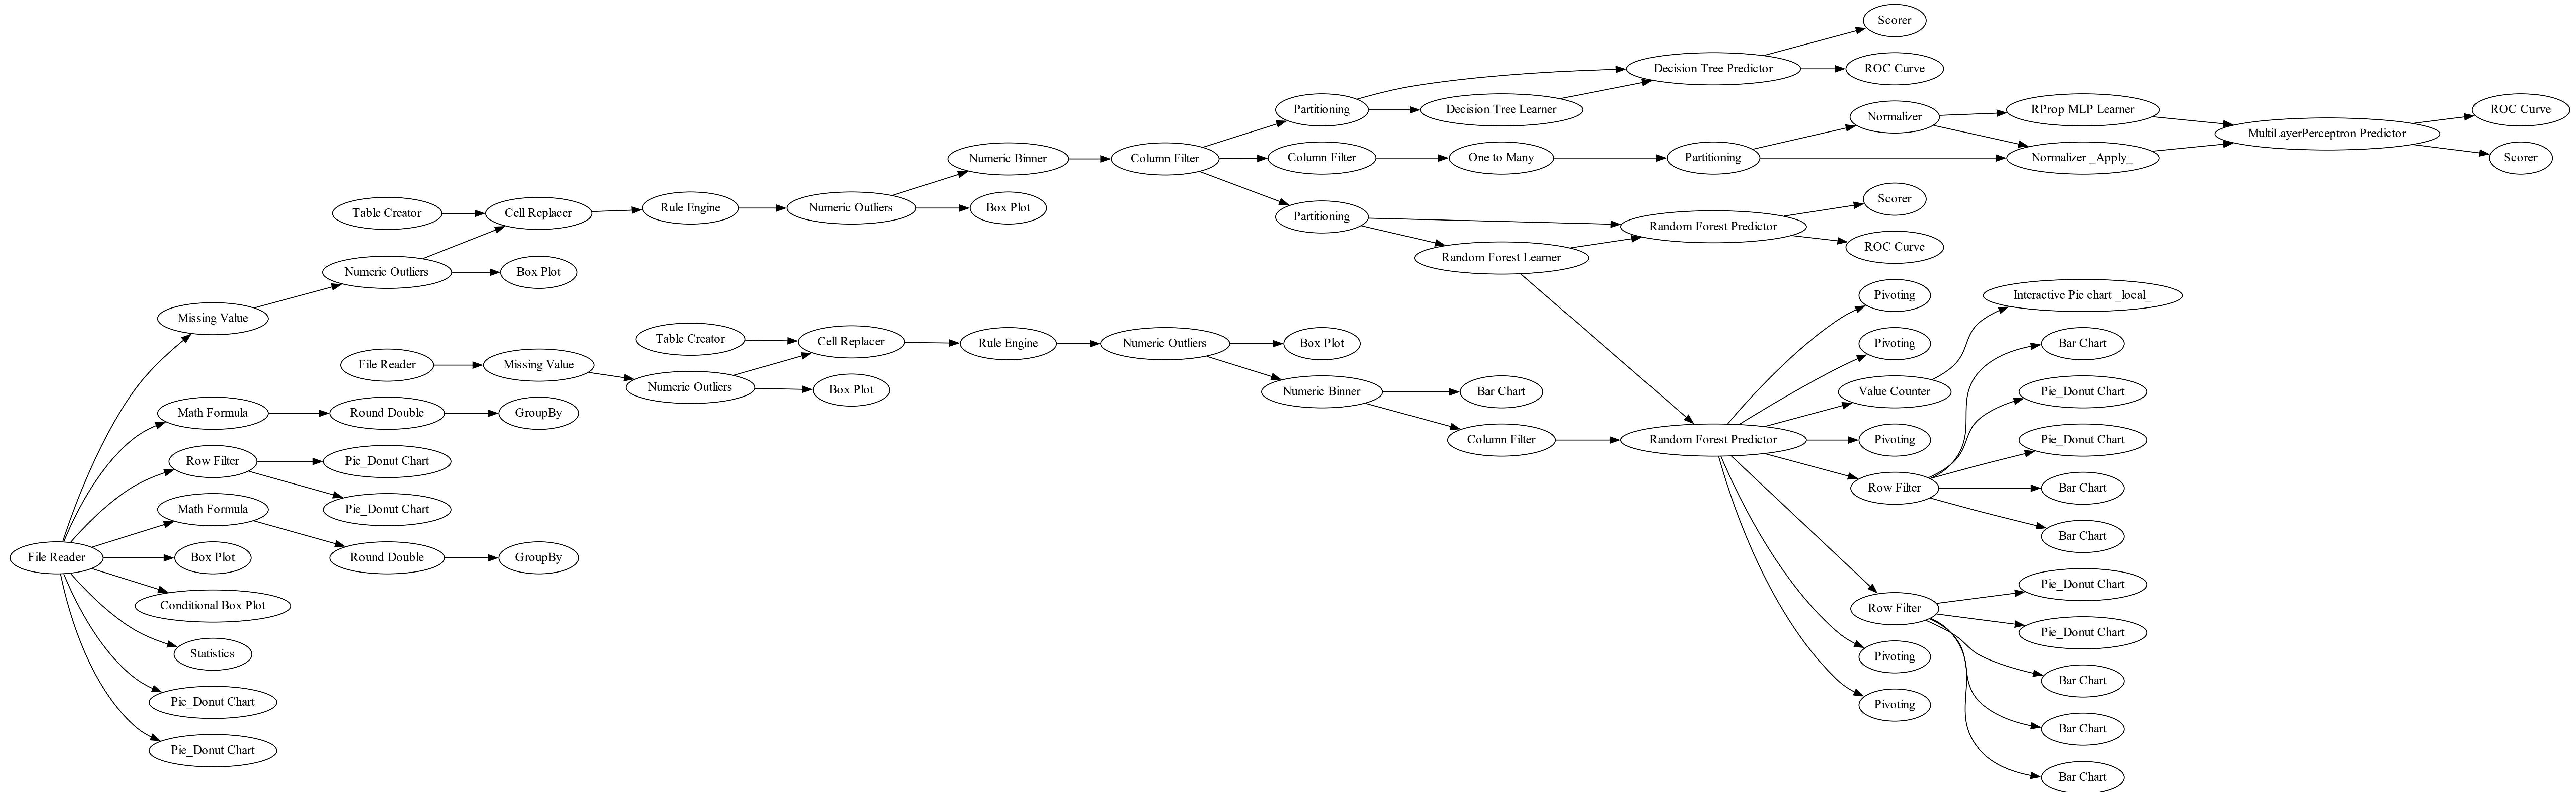 Scorer
Decision Tree Predictor
ROC Curve
Partitioning
Decision Tree Learner
Normalizer
RProp MLP Learner
ROC Curve
MultiLayerPerceptron Predictor
Numeric Binner
Column Filter
Column Filter
One to Many
Partitioning
Normalizer _Apply_
Scorer
Table Creator
Cell Replacer
Rule Engine
Numeric Outliers
Box Plot
Partitioning
Scorer
Random Forest Predictor
ROC Curve
Numeric Outliers
Box Plot
Random Forest Learner
Pivoting
Interactive Pie chart _local_
Missing Value
Table Creator
Cell Replacer
Rule Engine
Numeric Outliers
Box Plot
Pivoting
Bar Chart
File Reader
Missing Value
Numeric Outliers
Box Plot
Numeric Binner
Bar Chart
Value Counter
Pie_Donut Chart
Math Formula
Round Double
GroupBy
Column Filter
Random Forest Predictor
Pivoting
Pie_Donut Chart
Row Filter
Pie_Donut Chart
Row Filter
Bar Chart
Pie_Donut Chart
Math Formula
Bar Chart
File Reader
Box Plot
Round Double
GroupBy
Pie_Donut Chart
Conditional Box Plot
Row Filter
Pie_Donut Chart
Statistics
Pivoting
Bar Chart
Pie_Donut Chart
Pivoting
Bar Chart
Pie_Donut Chart
Bar Chart